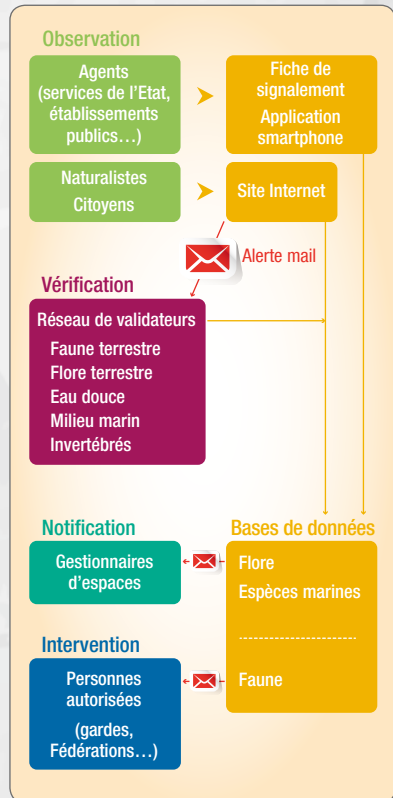 Observation
Agents
(services de l'Etat,
établissements
publics…)
Fiche de
signalement
Application
smartphone
Naturalistes
Citoyens
Site Internet
Alerte mail
Vérification
Réseau de validateurs
Faune terrestre
Flore terrestre
Eau douce
Milieu marin
Invertébrés
Notification
Gestionnaires
d'espaces
Bases de données
Flore
Espèces marines
Faune
Intervention
Personnes
autorisées
(gardes,
Fédérations…)